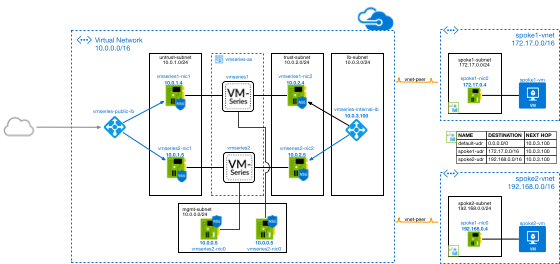 Virtual Network
10.0.0.0/16
untrust-subnet
10.0.1.0/24
vmseries-as
trust-subnet
10.0.2.0/24
lb-subnet
10.0.3.0/24
vmseries1-nic1
10.0.1.4
vmseries1
VM-
Series
vmseries1-nic2
10.0.2.4
vmseries-public-lb
vmseries-internal-lb
10.0.3.100
vmseries2-nic1
10.0.1.5
vmseries2
VM-
Series
vmseries2-nic2
10.0.2.5
mgmt-subnet
10.0.0.0/24
10.0.0.5
vmseries2-nic0
10.0.0.5
vmseries2-nic0
vnet-peer
vnet-peer
spoke1-vnet
172.17.0.0/16
spoke1-subnet
172.17.0.0/24
spoke1-nic0
172.17.0.4
spoke1-vm
VM
NAME DESTINATION NEXT HOP
default-udr 0.0.0.0/0 10.0.3.100
spoke1-udr 172.17.0.0/16 10.0.3.100
spoke2-udr 192.168.0.0/16 10.0.3.100
spoke2-vnet
192.168.0.0/16
spoke2-subnet
192.168.0.0/24
spoke1-nic0
192.168.0.4
spoke2-vm
VM